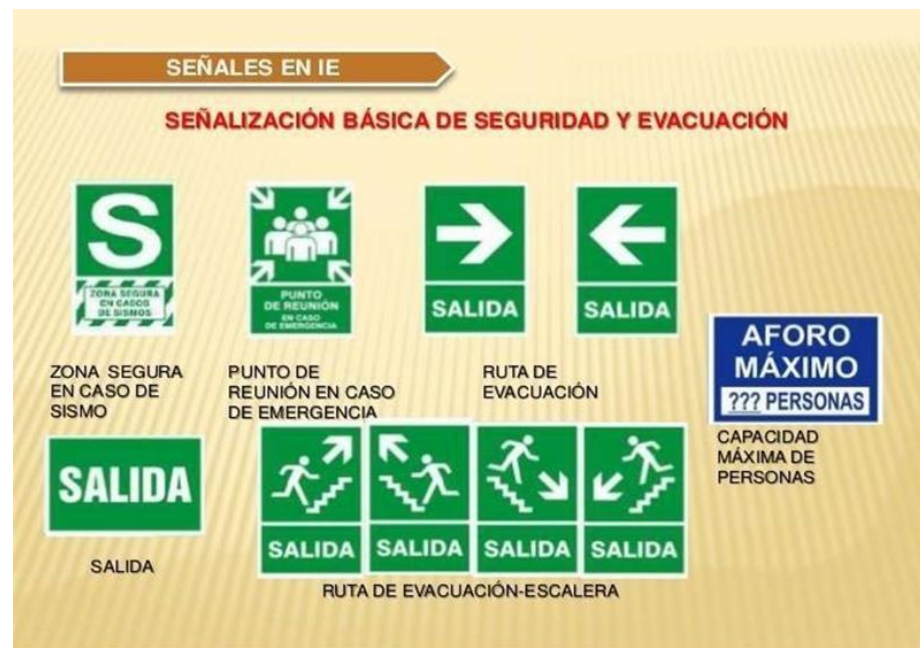 SEÑALES EN IE
SEÑALIZACIÓN BÁSICA DE SEGURIDAD Y EVACUACIÓN
S
ZONA SEGURA
EN CASOS
DE SISMOS
ZONA SEGURA
EN CASO DE
SISMO
PUNTO
DE REUNIÓN
EN CASO
DE EMERGENCIA
PUNTO DE
REUNIÓN EN CASO
DE EMERGENCIA
SALIDA
SALIDA
RUTA DE
EVACUACIÓN
AFORO
MÁXIMO
??? PERSONAS
CAPACIDAD
MÁXIMA DE
PERSONAS
SALIDA
SALIDA
SALIDA
SALIDA
SALIDA
SALIDA
RUTA DE EVACUACIÓN-ESCALERA